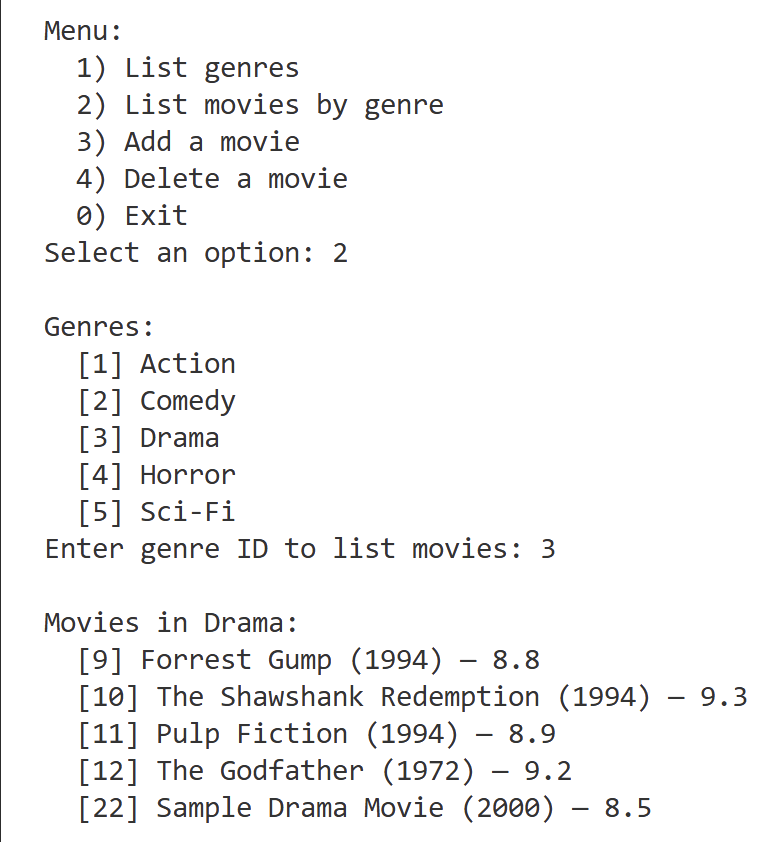 Menu:
1) List genres
2) List movies by genre
3) Add a movie
4) Delete a movie
0) Exit
Select an option: 2
Genres:
[1] Action
[2] Comedy
[3] Drama
[4] Horror
[5] Sci-Fi
Enter genre ID to list movies: 3
Movies in Drama:
[9] Forrest Gump (1994) — 8.8
[10] The Shawshank Redemption (1994) — 9.3
[11] Pulp Fiction (1994) — 8.9
[12] The Godfather (1972) — 9.2
[22] Sample Drama Movie (2000) — 8.5